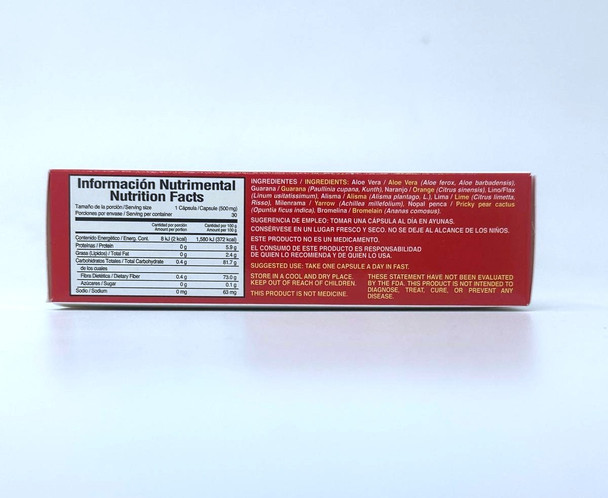 Información Nutrimental
Nutrition Facts
Tamaño de la porción/Serving size 1 Cápsula/Capsule (500mg)
Porciones por envase / Serving per container 30
Cantidad por porción Cantidad por 100 g
Amount per portion Amount per 100 g
Contenido Energético / Energ. Cont. 8 kJ (2 kcal) 1,580 kJ (372 kcal)
Proteínas / Protein 0 g 5.9 g
Grasa (Lípidos) / Total Fat 0 g 2.4 g
Carbohidratos Totales / Total Carbohydrate 0.4 g 81.7 g
de los cuales
Fibra Dietética / Dietary Fiber 0.4 g 73.0 g
Azúcares / Sugar 0 g 0.1 g
Sodio / Sodium 0 mg 63 mg
INGREDIENTES / INGREDIENTS: Aloe Vera / Aloe Vera (Aloe ferox, Aloe barbadensis),
Guarana / Guarana (Paullinia cupana, Kunth), Naranjo / Orange (Citrus sinensis), Lino/Flax
(Linum usitatissimum), Alisma / Alisma (Alisma plantago, L.), Lima / Lime (Citrus limetta,
Risso), Milenrama / Yarrow (Achillea millefolium), Nopal penca / Pricky pear cactus
(Opuntia ficus indica), Bromelina / Bromelain (Ananas comosus).
SUGERENCIA DE EMPLEO: TOMAR UNA CÁPSULA AL DÍA EN AYUNAS.
CONSÉRVESE EN UN LUGAR FRESCO Y SECO. NO SE DEJE AL ALCANCE DE LOS NIÑOS.
ESTE PRODUCTO NO ES UN MEDICAMENTO.
EL CONSUMO DE ESTE PRODUCTO ES RESPONSABILIDAD
DE QUIEN LO RECOMIENDA Y DE QUIEN LO USA.
SUGGESTED USE: TAKE ONE CAPSULE A DAY IN FAST.
STORE IN A COOL AND DRY PLACE.
KEEP OUT OF REACH OF CHILDREN.
THIS PRODUCT IS NOT MEDICINE.
THESE STATEMENT HAVE NOT BEEN EVALUATED
BY THE FDA. THIS PRODUCT IS NOT INTENDED TO
DIAGNOSE, TREAT, CURE, OR PREVENT ANY
DISEASE.